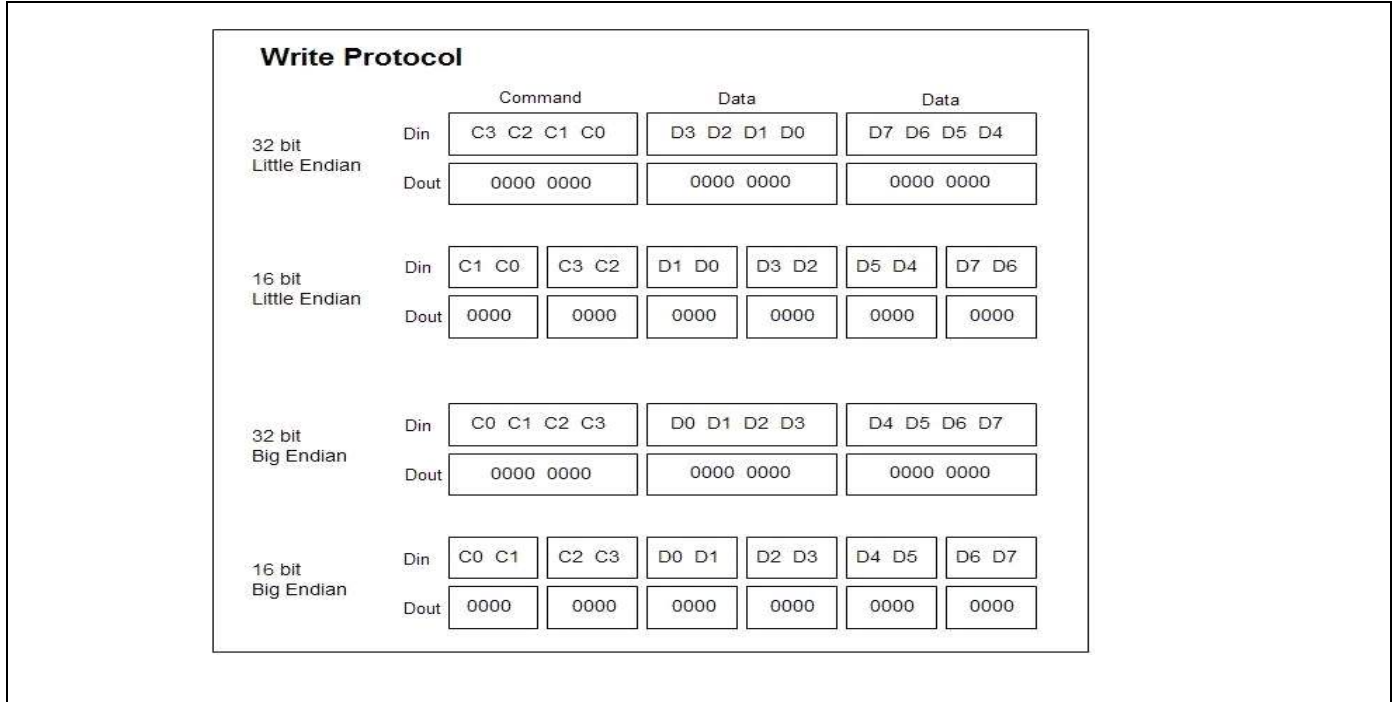 Write Protocol
Command Data Data
32 bit
Little Endian
Din C3 C2 C1 C0 D3 D2 D1 D0 D7 D6 D5 D4
Dout 0000 0000 0000 0000 0000 0000
16 bit
Little Endian
Din C1 C0 C3 C2 D1 D0 D3 D2 D5 D4 D7 D6
Dout 0000 0000 0000 0000 0000 0000
32 bit
Big Endian
Din C0 C1 C2 C3 D0 D1 D2 D3 D4 D5 D6 D7
Dout 0000 0000 0000 0000 0000 0000
16 bit
Big Endian
Din C0 C1 C2 C3 D0 D1 D2 D3 D4 D5 D6 D7
Dout 0000 0000 0000 0000 0000 0000